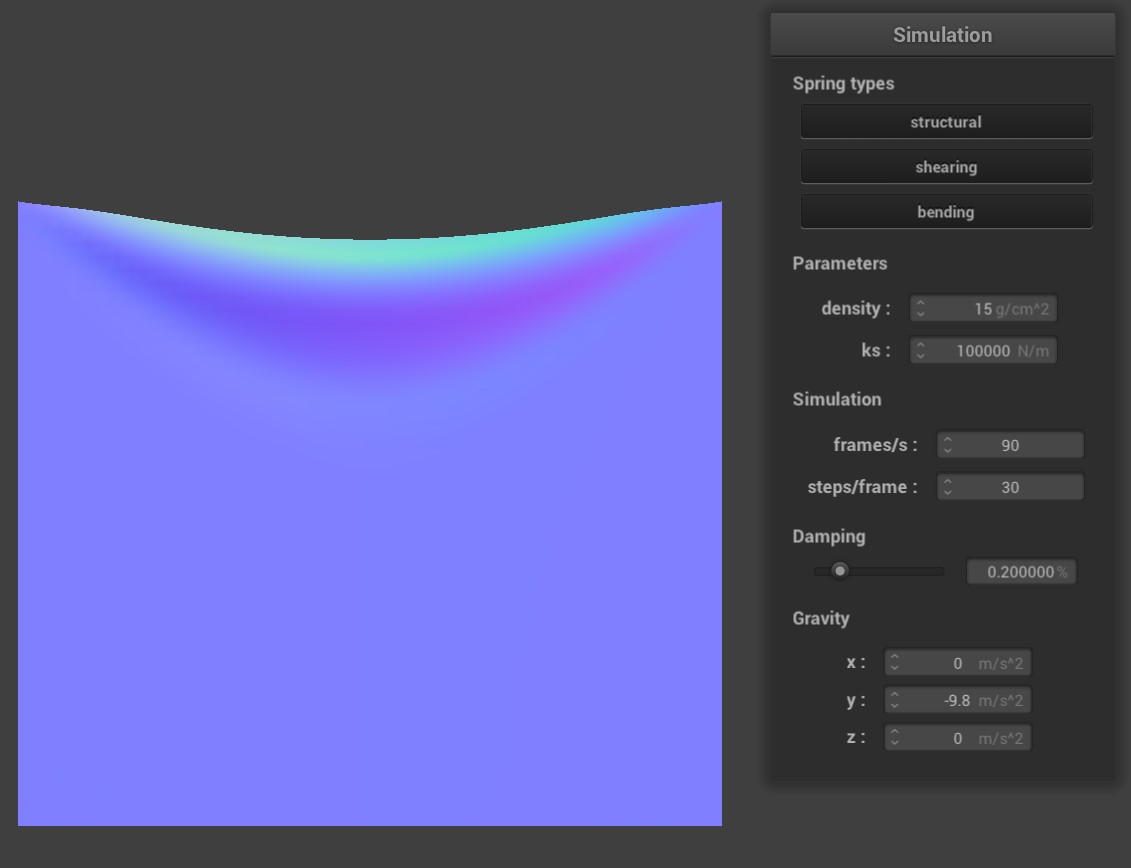 Simulation
Spring types
structural
shearing
bending
Parameters
density : 15 g/cm^2
ks : 100000 N/m
Simulation
frames/s : 90
steps/frame : 30
Damping
0.200000 %
Gravity
x : 0 m/s^2
y : -9.8 m/s^2
z : 0 m/s^2